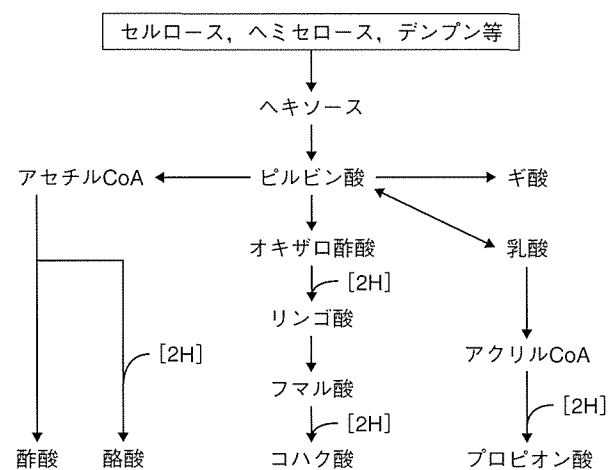 セルロース，ヘミセロース，デンプン等
ヘキソース
アセチルCoA ピルビン酸 ギ酸
オキザロ酢酸 乳酸
[2H]
リンゴ酸
[2H] アクリルCoA
フマル酸
[2H] [2H]
酢酸 酪酸 コハク酸 プロピオン酸